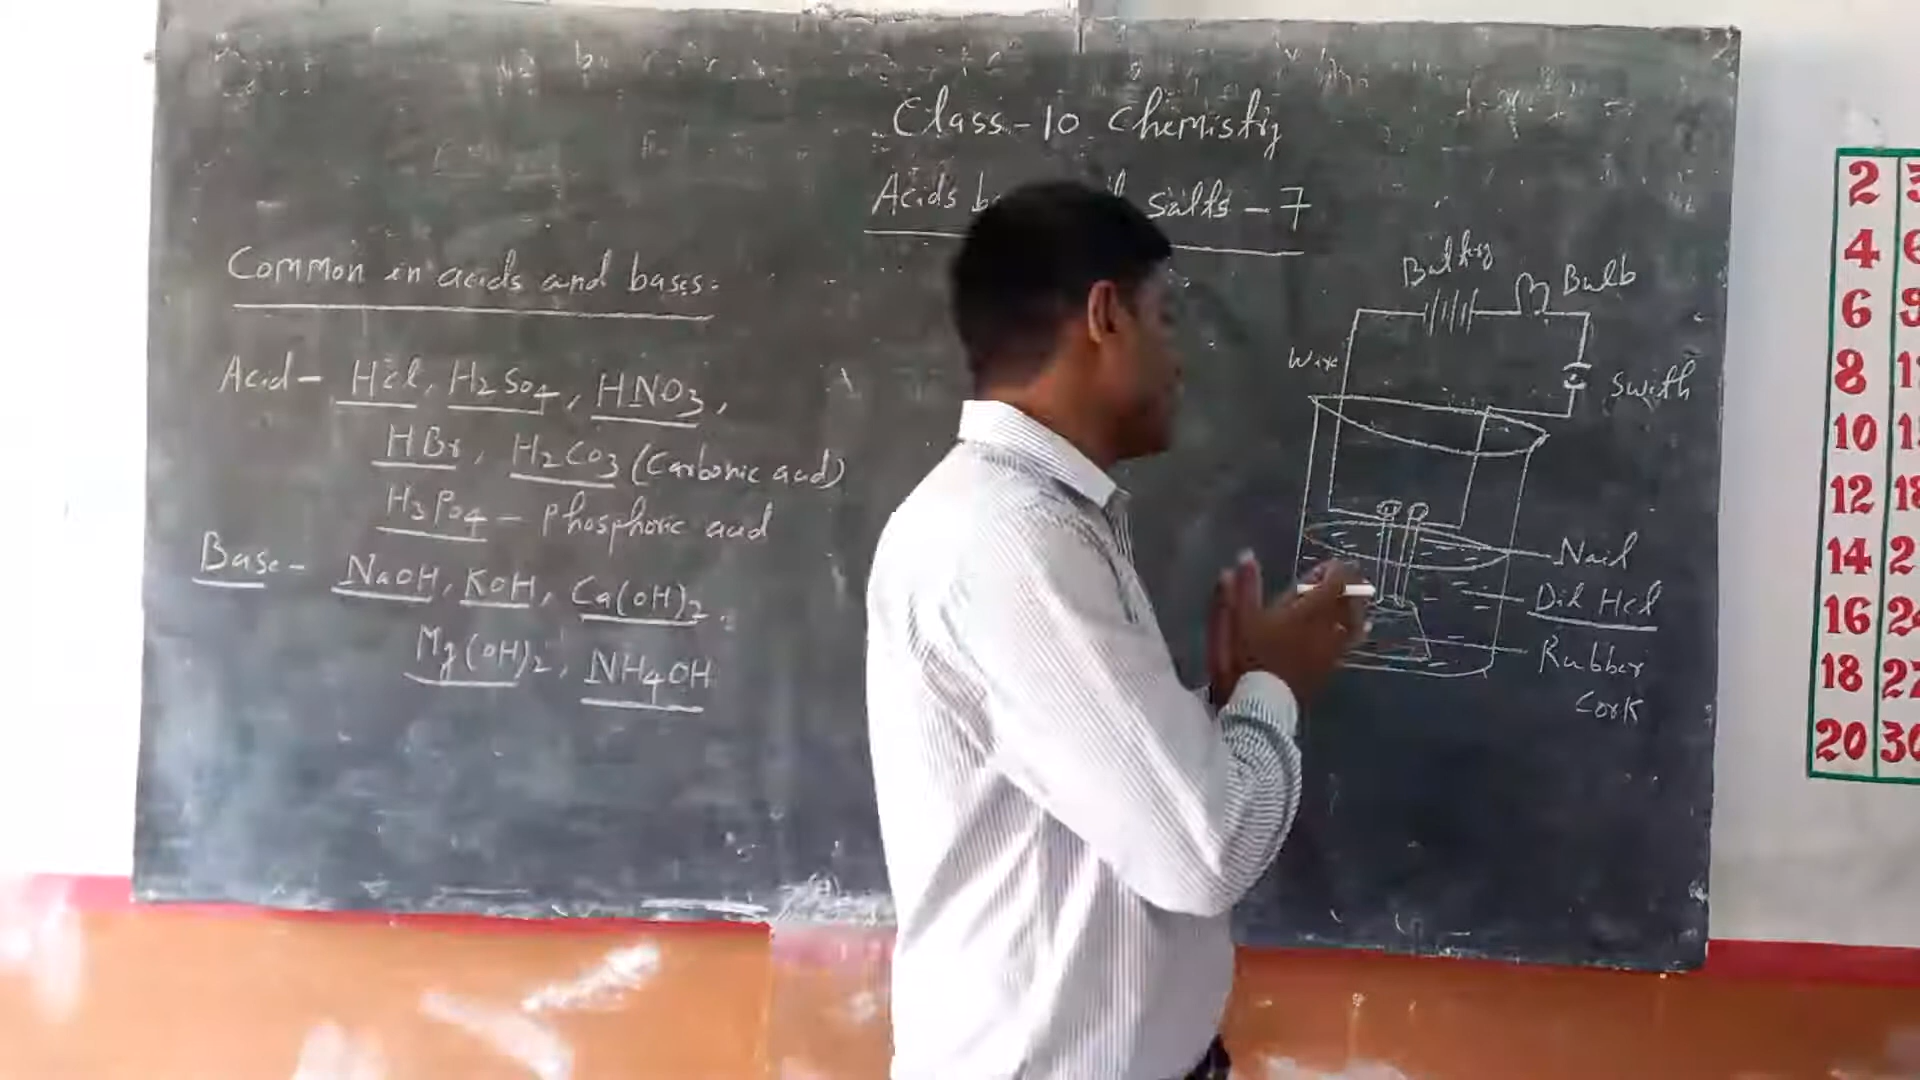 Class-10 Chemistry
Acids salts - 7
Common in acids and bases:
Acid - HCl, H2SO4, HNO3,
HBr, H2CO3 (Carbonic acid)
H3PO4 - Phosphoric acid
Base - NaOH, KOH, Ca(OH)2,
Mg(OH)2, NH4OH
Battery
Bulb
Wire
Swith
Nail
Dil HCl
Rubber
Cork
2
4
6
8
10
12
14
16
18
20 30